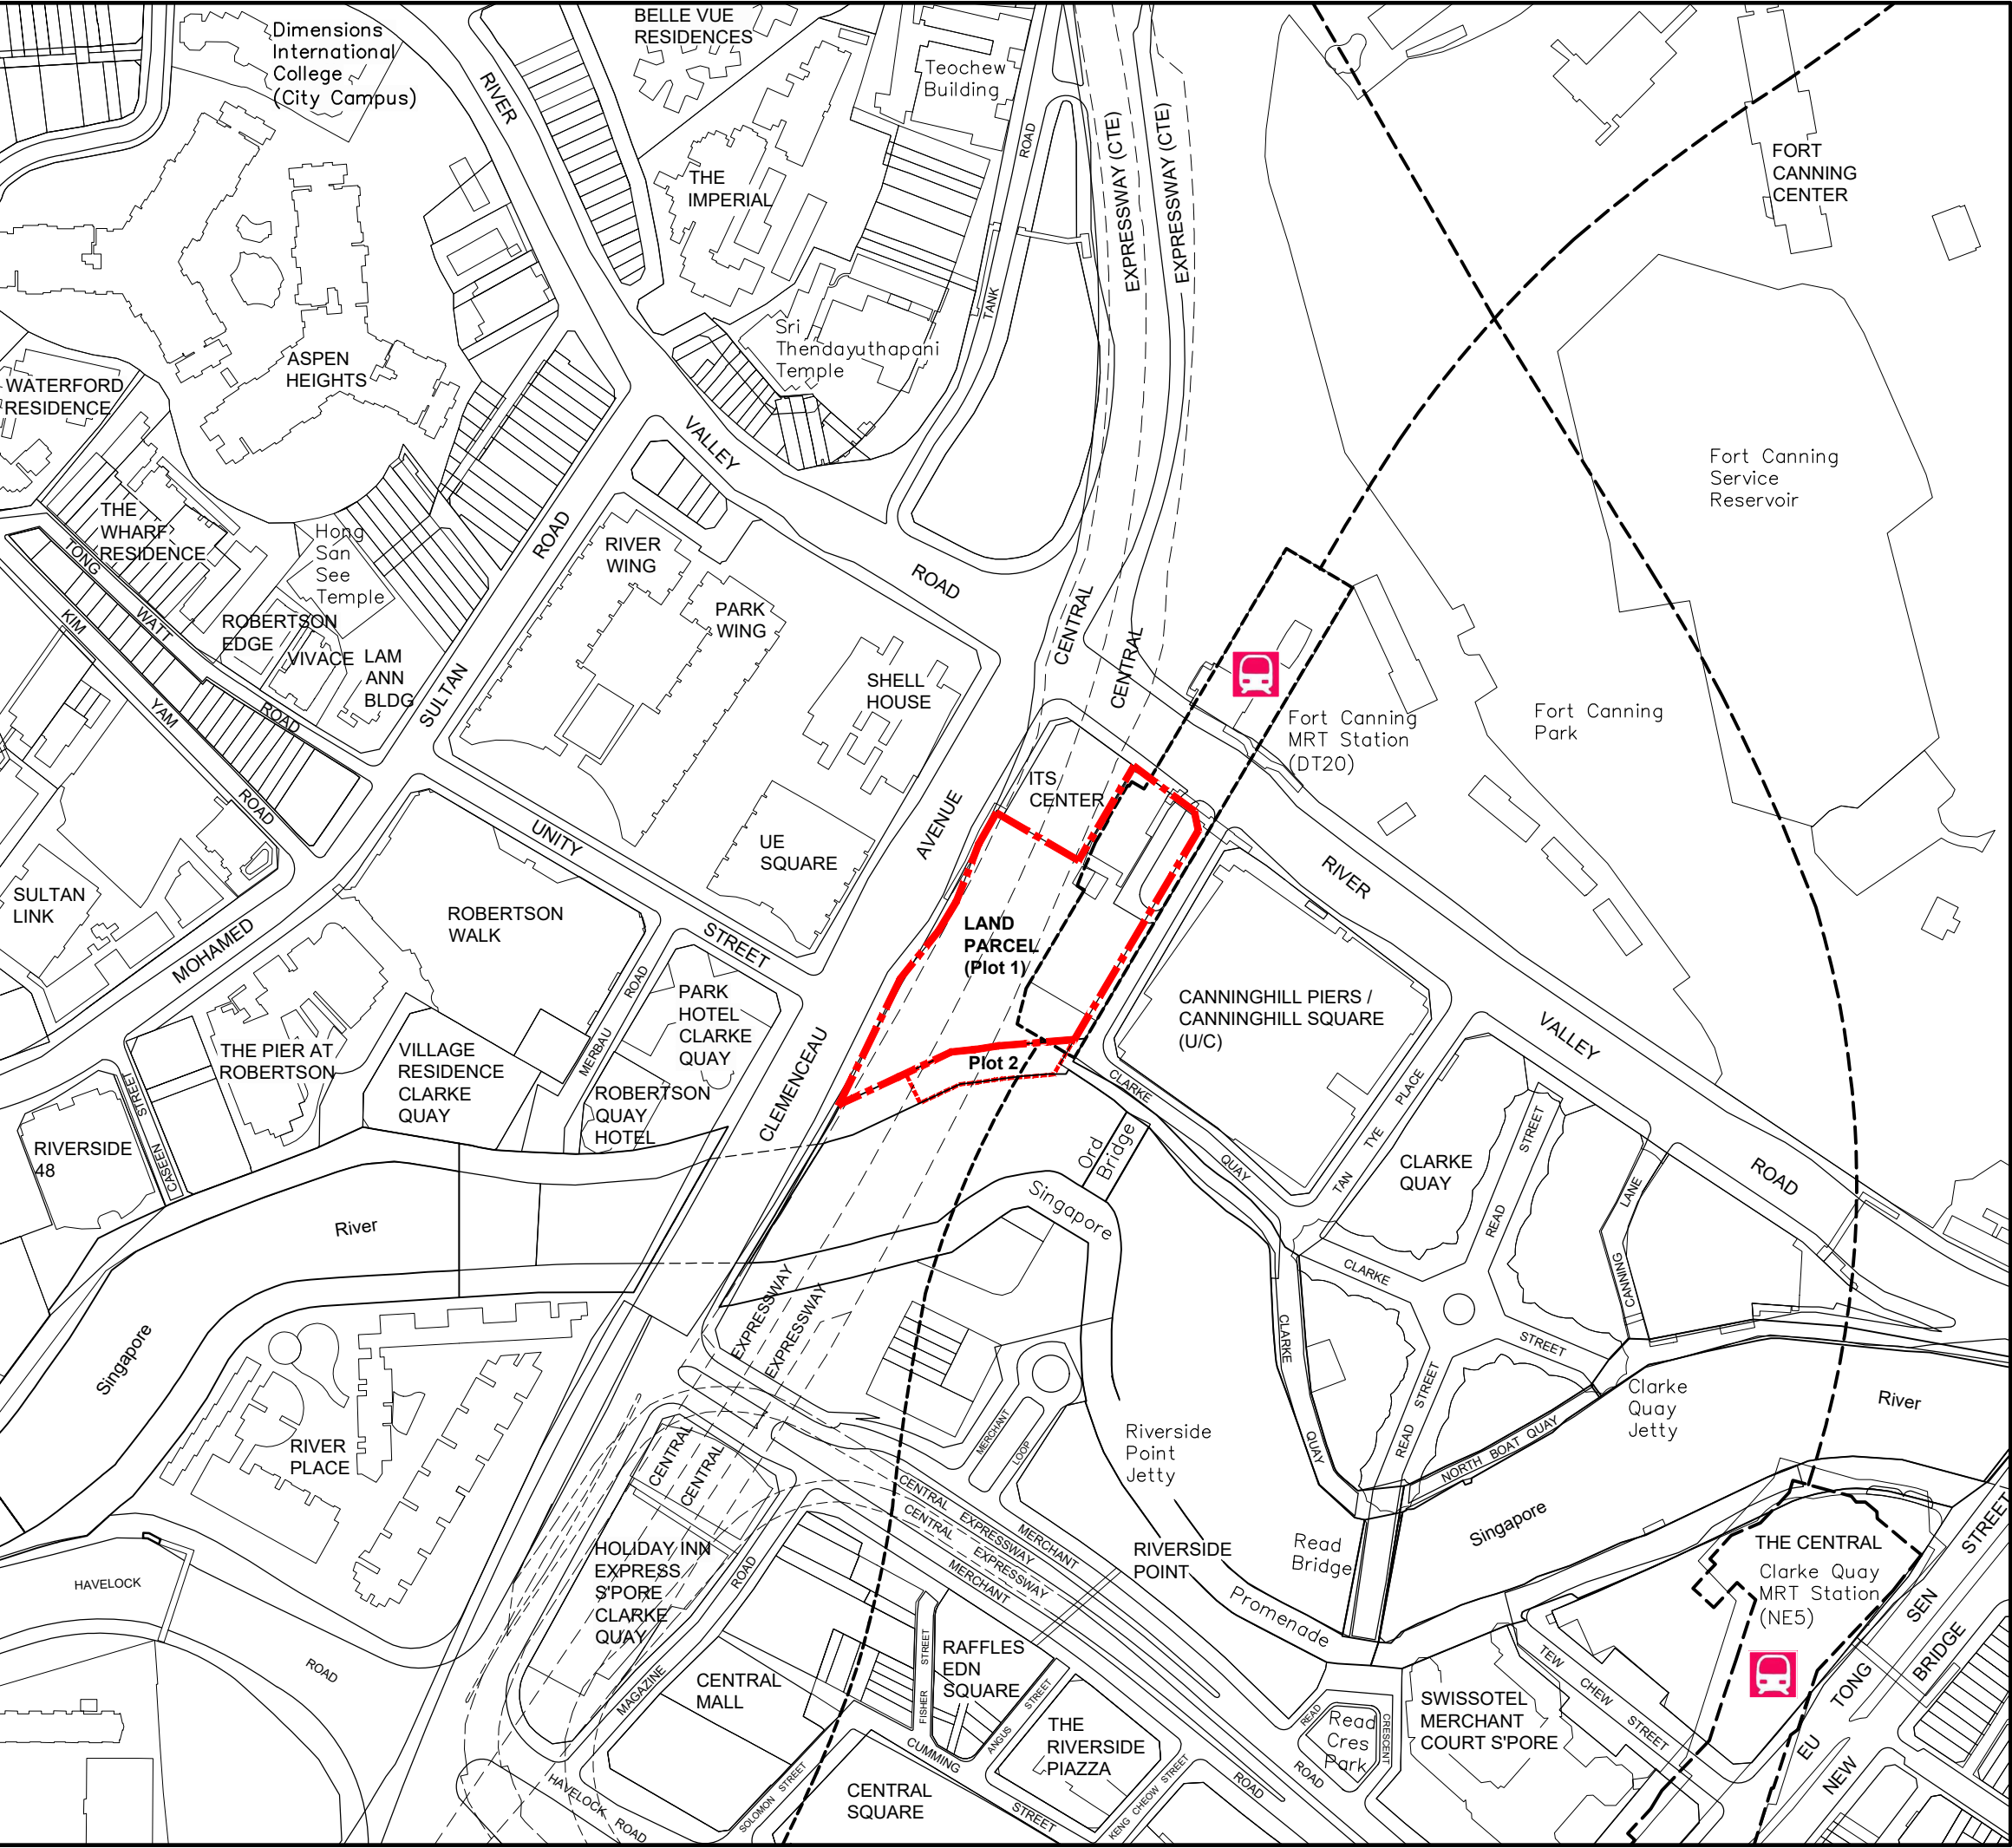 Dimensions
International
College
(City Campus)
BELLE VUE
RESIDENCES
Teochew
Building
RIVER
ROAD
EXPRESSWAY (CTE)
EXPRESSWAY (CTE)
FORT
CANNING
CENTER
THE
IMPERIAL
TANK
Sri
Thendayuthapani
Temple
ASPEN
HEIGHTS
WATERFORD
RESIDENCE
VALLEY
Fort Canning
Service
Reservoir
THE
WHARF
RESIDENCE
Hong
San
See
Temple
TONG
WATT
ROAD
KIM
YAM
ROAD
ROAD
SULTAN
RIVER
WING
PARK
WING
ROAD
CENTRAL
CENTRAL
ROBERTSON
EDGE
VIVACE
LAM
ANN
BLDG
SHELL
HOUSE
Fort Canning
MRT Station
(DT20)
Fort Canning
Park
ITS
CENTER
AVENUE
UNITY
STREET
UE
SQUARE
RIVER
SULTAN
LINK
MOHAMED
ROBERTSON
WALK
LAND
PARCEL
(Plot 1)
ROAD
MERBAU
PARK
HOTEL
CLARKE
QUAY
CANNINGHILL PIERS /
CANNINGHILL SQUARE
(U/C)
VALLEY
THE PIER AT
ROBERTSON
VILLAGE
RESIDENCE
CLARKE
QUAY
CLEMENCEAU
Plot 2
CLARKE
QUAY
ROBERTSON
QUAY
HOTEL
STREET
CASEEN
RIVERSIDE
48
Ord
Bridge
TAN
TYE
PLACE
CLARKE
QUAY
STREET
READ
LANE
CANNING
ROAD
River
Singapore
Singapore
EXPRESSWAY
EXPRESSWAY
CLARKE
STREET
CLARKE
QUAY
READ
STREET
NORTH BOAT QUAY
Clarke
Quay
Jetty
River
RIVER
PLACE
CENTRAL
CENTRAL
MERCHANT
LOOP
Riverside
Point
Jetty
CENTRAL
EXPRESSWAY
CENTRAL
EXPRESSWAY
MERCHANT
MERCHANT
RIVERSIDE
POINT
Read
Bridge
Singapore
THE CENTRAL
Clarke Quay
MRT Station
(NE5)
HAVELOCK
ROAD
HOLIDAY INN
EXPRESS
S'PORE
CLARKE
QUAY
ROAD
MAGAZINE
Promenade
STREET
FISHER
RAFFLES
EDN
SQUARE
CENTRAL
MALL
ANGUS
STREET
CUMMING
STREET
THE
RIVERSIDE
PIAZZA
READ
CRESCENT
Read
Cres
Park
SWISSOTEL
MERCHANT
COURT S'PORE
TEW
CHEW
STREET
EU
TONG
SEN
STREET
NEW
BRIDGE
HAVELOCK
ROAD
SOLOMON STREET
CENTRAL
SQUARE
KENG CHEOW STREET
ROAD
ROAD